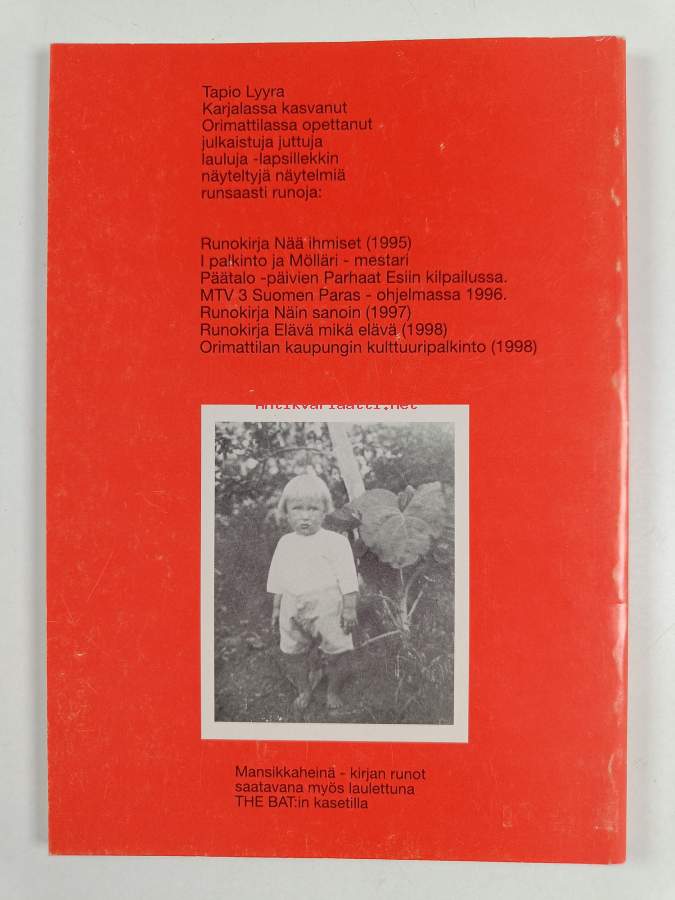 Tapio Lyyra
Karjalassa kasvanut
Orimattilassa opettanut
julkaistuja juttuja
lauluja -lapsillekkin
näyteltyjä näytelmiä
runsaasti runoja:
Runokirja Nää ihmiset (1995)
I palkinto ja Mölläri - mestari
Päätalo -päivien Parhaat Esiin kilpailussa.
MTV 3 Suomen Paras - ohjelmassa 1996.
Runokirja Näin sanoin (1997)
Runokirja Elävä mikä elävä (1998)
Orimattilan kaupungin kulttuuripalkinto (1998)
Antikvariaatti.net
Mansikkaheinä - kirjan runot
saatavana myös laulettuna
THE BAT:in kasetilla